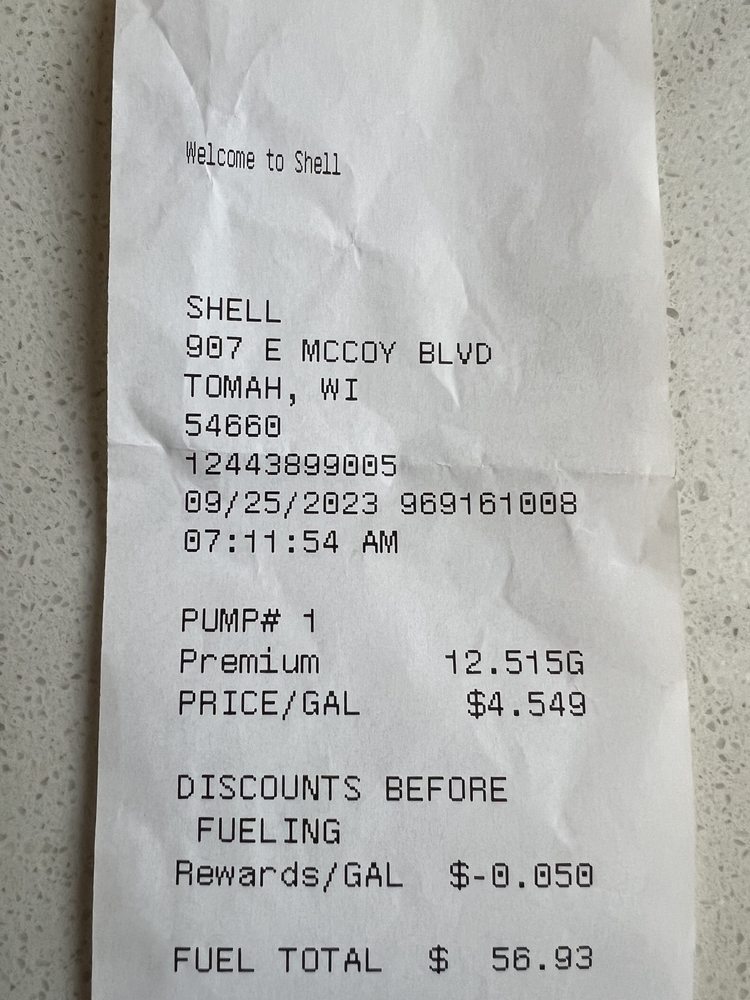 Welcome to Shell
SHELL
907 E MCCOY BLVD
TOMAH, WI
54660
12443899005
09/25/2023 969161008
07:11:54 AM
PUMP# 1
Premium 12.515G
PRICE/GAL $4.549
DISCOUNTS BEFORE
FUELING
Rewards/GAL $-0.050
FUEL TOTAL $ 56.93